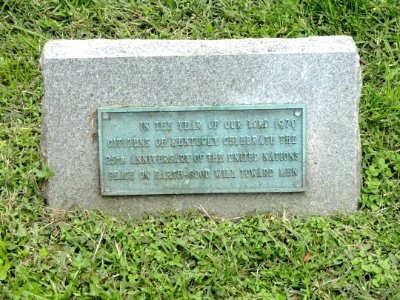 IN THE YEAR OF OUR LORD 1970
CITIZENS OF KENTUCKY CELEBRATE THE
25th ANNIVERSARY OF THE UNITED NATIONS
PEACE ON EARTH-GOOD WILL TOWARD MEN